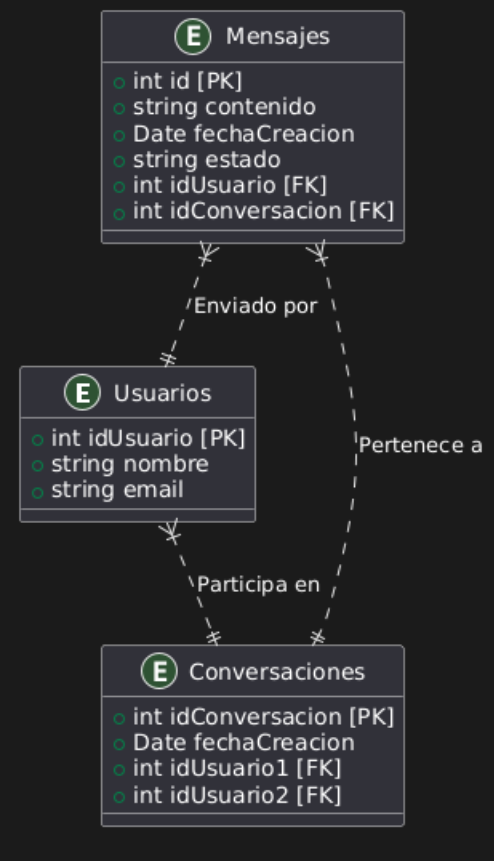 E Mensajes
int id [PK]
string contenido
Date fechaCreacion
string estado
int idUsuario [FK]
int idConversacion [FK]
Enviado por
E Usuarios
int idUsuario [PK]
string nombre
string email
Pertenece a
Participa en
E Conversaciones
int idConversacion [PK]
Date fechaCreacion
int idUsuario1 [FK]
int idUsuario2 [FK]